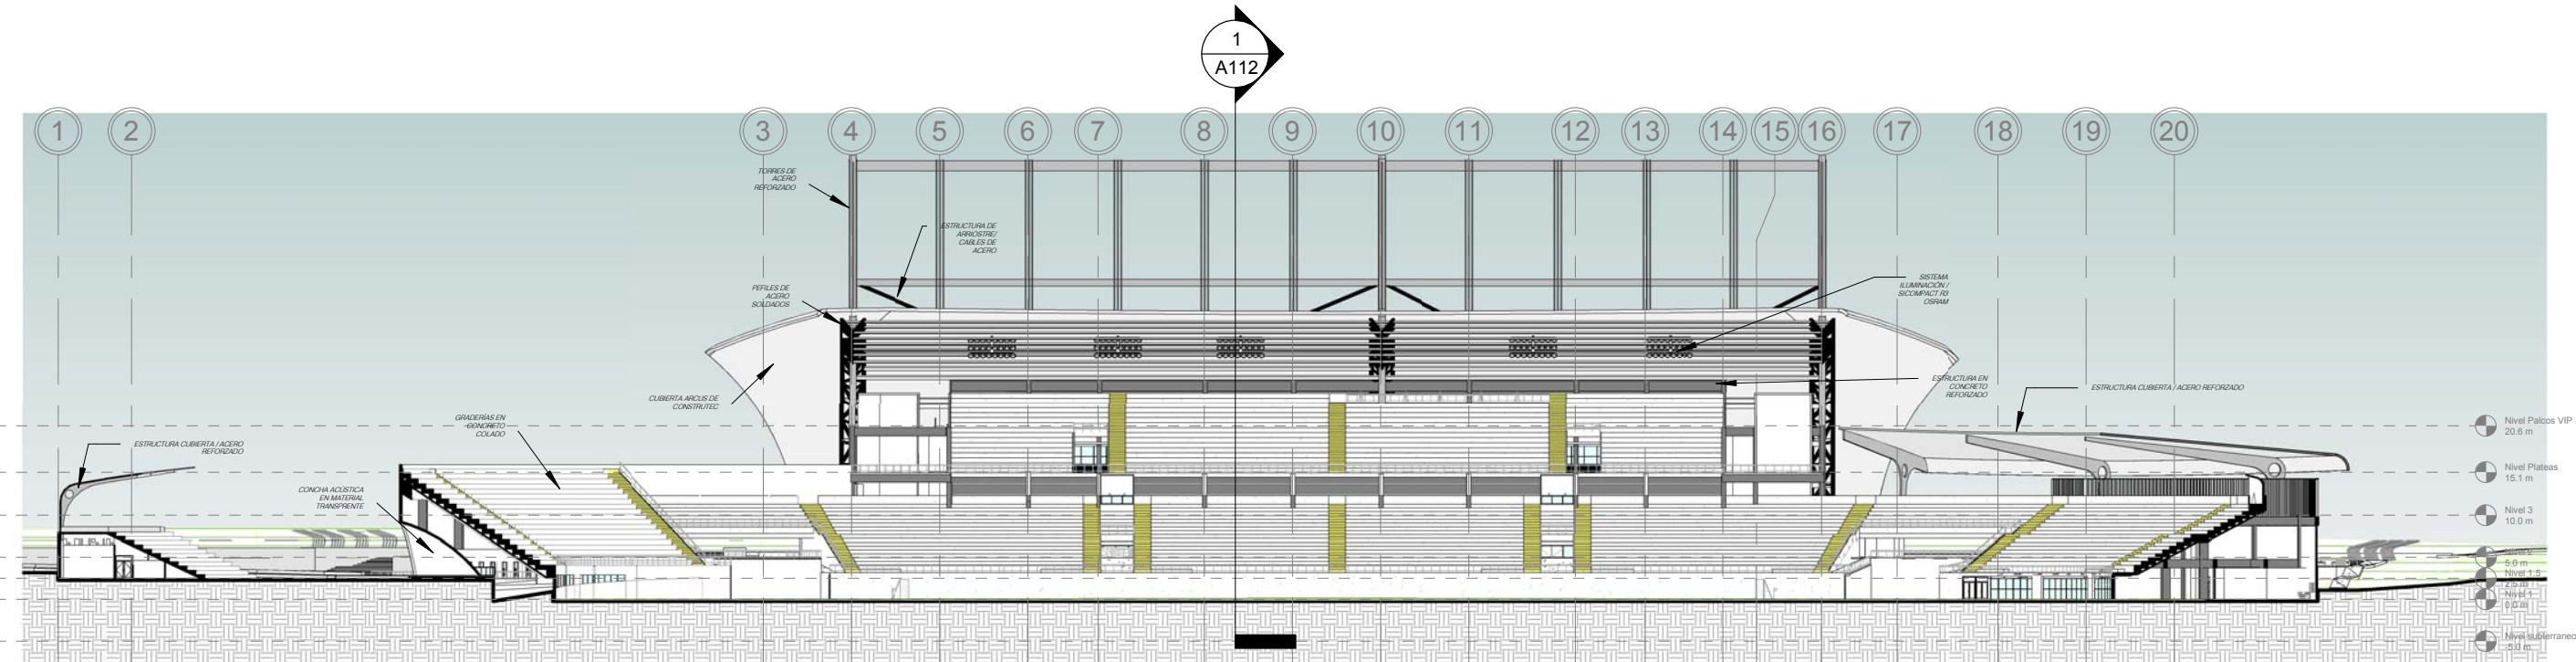 1
A112
1
2
3
4
5
6
7
8
9
10
11
12
13
14
15
16
17
18
19
20
TORRES DE
ACERO
REFORZADO
ESTRUCTURA DE
ARRIOSTRE/
CABLES DE
ACERO
PEFILES DE
ACERO
SOLDADOS
SISTEMA
ILUMINACIÓN /
SICOMPACT R3
OSRAM
CUBIERTA ARCUS DE
CONSTRUTEC
ESTRUCTURA EN
CONCRETO
REFORZADO
ESTRUCTURA CUBIERTA / ACERO REFORZADO
GRADERÍAS EN
CONCRETO
COLADO
ESTRUCTURA CUBIERTA / ACERO
REFORZADO
CONCHA ACÚSTICA
EN MATERIAL
TRANSPRENTE
Nivel Palcos VIP
20.6 m
Nivel Plateas
15.1 m
Nivel 3
10.0 m
5.0 m
Nivel 1.5
2.5 m
Nivel 1
0.0 m
Nivel subterraneo
-5.0 m